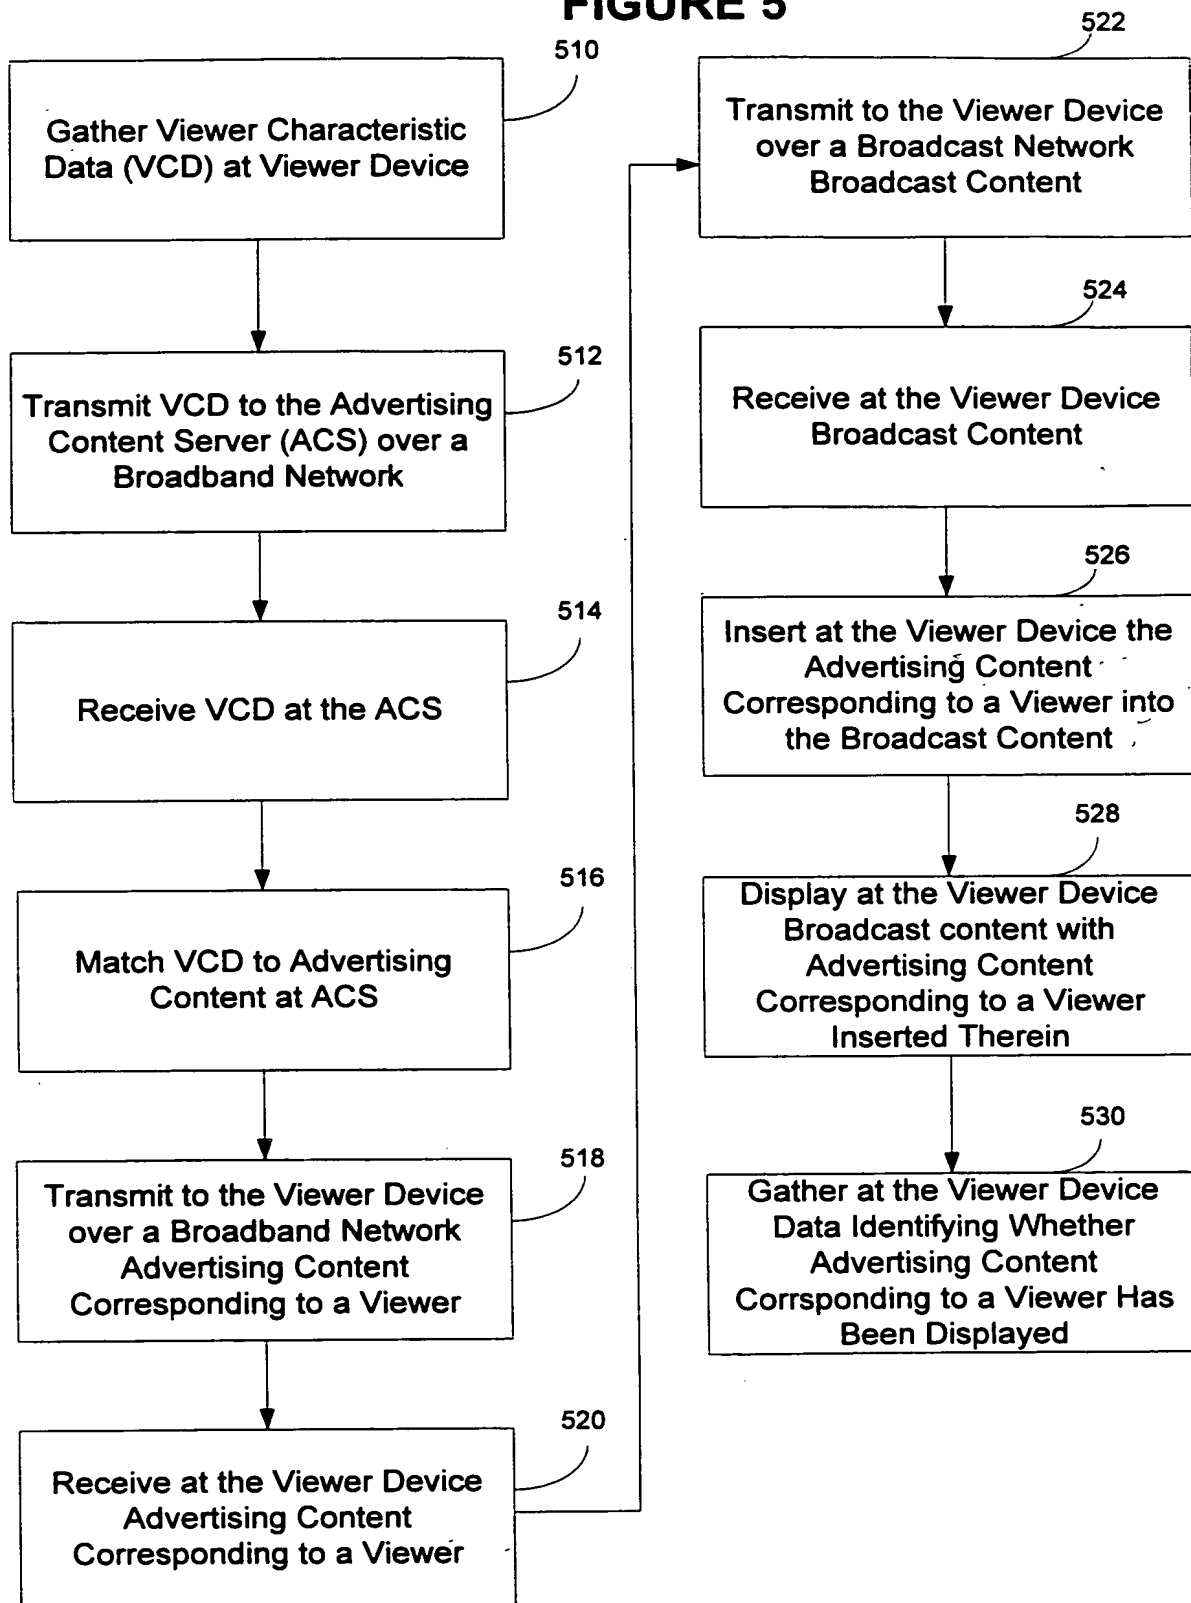 FIGURE 5
510
Gather Viewer Characteristic
Data (VCD) at Viewer Device
512
Transmit VCD to the Advertising
Content Server (ACS) over a
Broadband Network
514
Receive VCD at the ACS
516
Match VCD to Advertising
Content at ACS
518
Transmit to the Viewer Device
over a Broadband Network
Advertising Content
Corresponding to a Viewer
520
Receive at the Viewer Device
Advertising Content
Corresponding to a Viewer
522
Transmit to the Viewer Device
over a Broadcast Network
Broadcast Content
524
Receive at the Viewer Device
Broadcast Content
526
Insert at the Viewer Device the
Advertising Content
Corresponding to a Viewer into
the Broadcast Content
528
Display at the Viewer Device
Broadcast content with
Advertising Content
Corresponding to a Viewer
Inserted Therein
530
Gather at the Viewer Device
Data Identifying Whether
Advertising Content
Corrsponding to a Viewer Has
Been Displayed